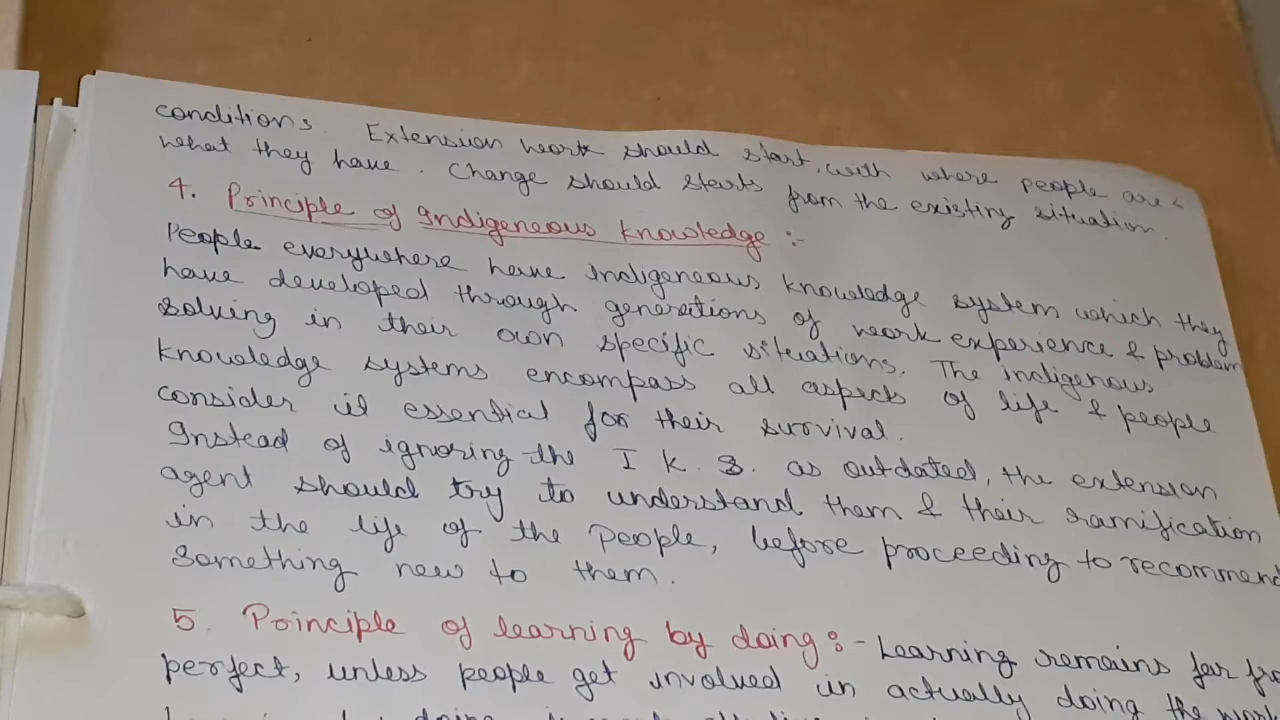 conditions. Extension work should start, with where people are &
what they have. Change should starts from the existing situation.
4. Principle of Indigeneous Knowledge :-
People everywhere have indigeneous knowledge system which they
have developed through generations of work experience & problem
solving in their own specific situations. The indigenous
knowledge systems encompass all aspects of life & people
consider it essential for their survival.
Instead of ignoring the I K S. as outdated, the extension
agent should try to understand them & their ramification
in the life of the people, before proceeding to recommend
something new to them.
5. Principle of learning by doing :- Learning remains far
perfect, unless people get involved in actually doing the work